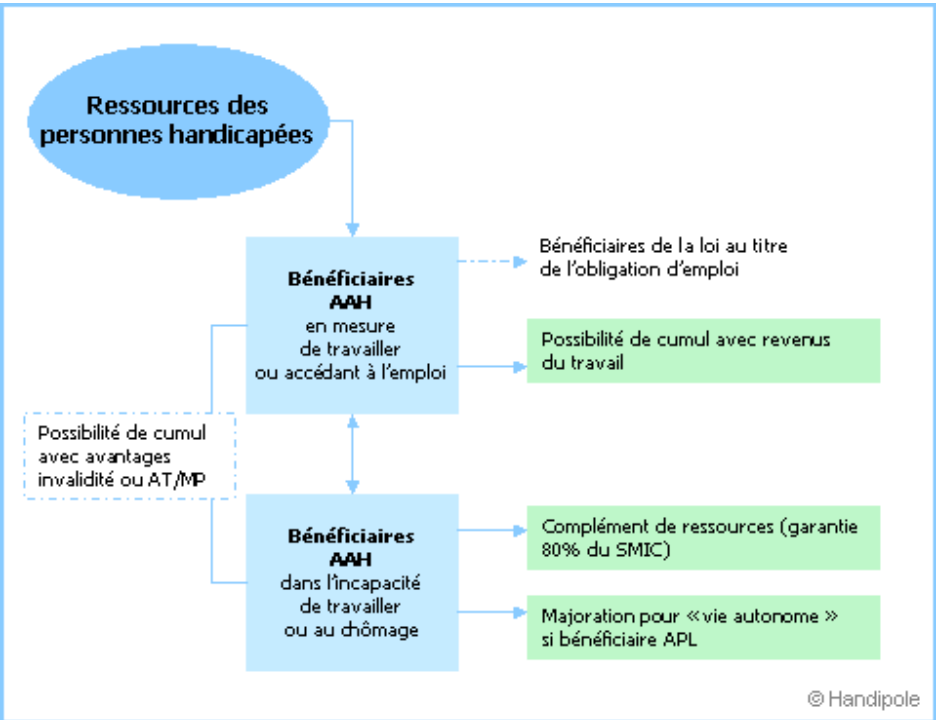 Ressources des
personnes handicapées
Bénéficiaires
AAH
en mesure
de travailler
ou accédant à l'emploi
Bénéficiaires de la loi au titre
de l'obligation d'emploi
Possibilité de cumul avec revenus
du travail
Possibilité de cumul
avec avantages
invalidité ou AT/MP
Bénéficiaires
AAH
dans l'incapacité
de travailler
ou au chômage
Complément de ressources (garantie
80% du SMIC)
Majoration pour «vie autonome »
si bénéficiaire APL
© Handipole